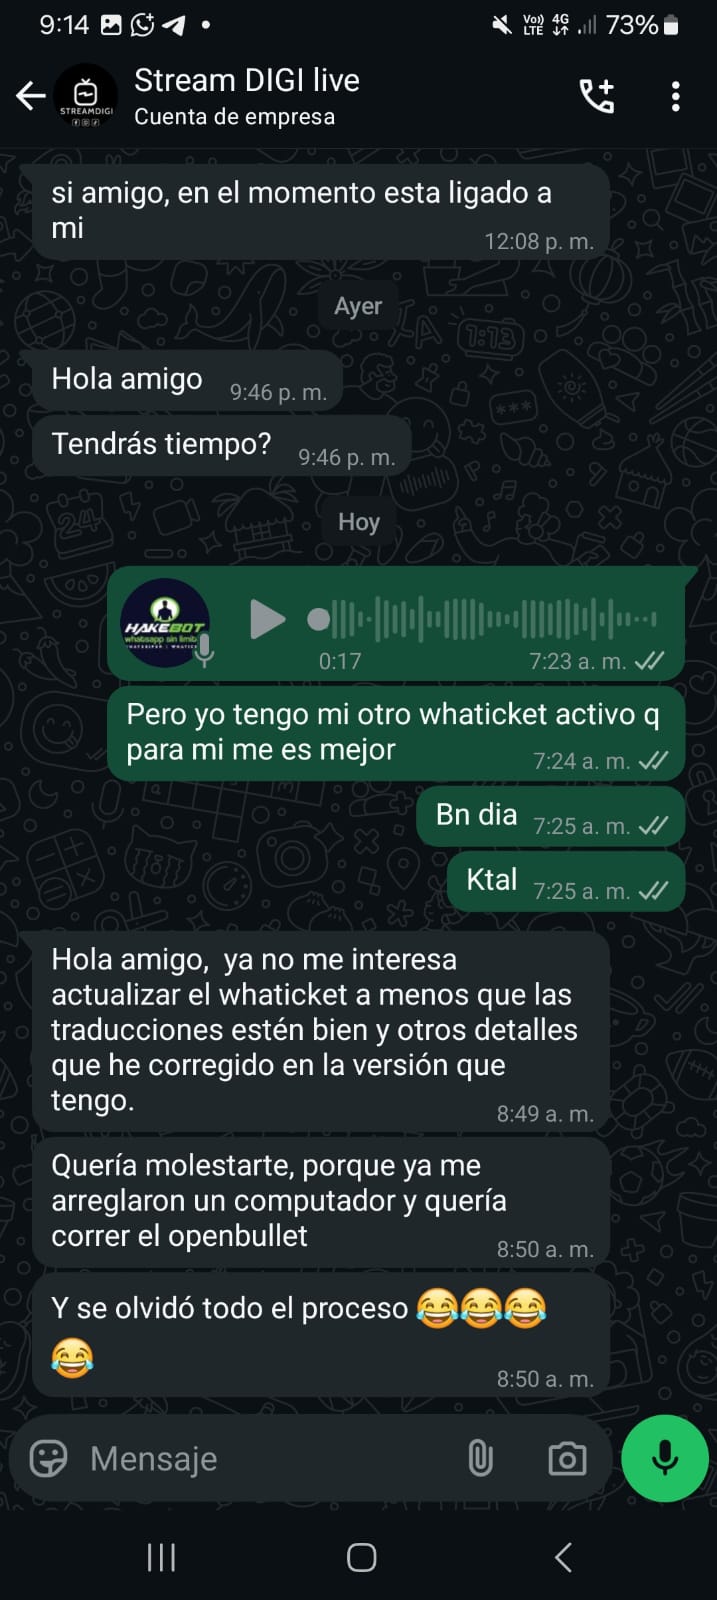 9:14
Vo)) 4G 73%
LTE
Stream DIGI live
STREAMDIGI
Cuenta de empresa
si amigo, en el momento esta ligado a
mi
12:08 p. m.
Ayer
Hola amigo 9:46 p. m.
Tendrás tiempo? 9:46 p. m.
Hoy
HAKEBOT
whatsapp sin limit
0:17 7:23 a. m.
Pero yo tengo mi otro whaticket activo q
para mi me es mejor 7:24 a. m.
Bn dia 7:25 a. m.
Ktal 7:25 a. m.
Hola amigo, ya no me interesa
actualizar el whaticket a menos que las
traducciones estén bien y otros detalles
que he corregido en la versión que
tengo.
8:49 a. m.
Quería molestarte, porque ya me
arreglaron un computador y quería
correr el openbullet 8:50 a. m.
Y se olvidó todo el proceso 😂😂😂
😂
8:50 a. m.
Mensaje